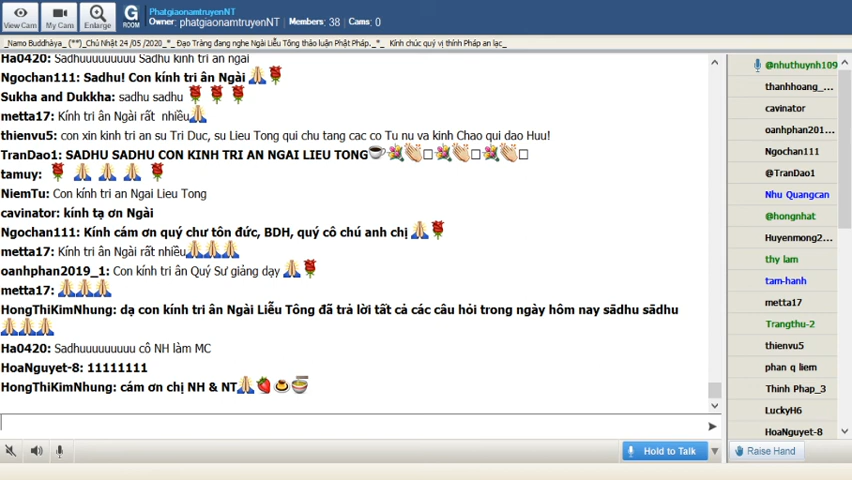 View Cam
My Cam
Enlarge
G
ROOM
PhatgiaonamtruyenNT
Owner: phatgiaonamtruyenNT | Members: 38 | Cams: 0
_Namo Buddhàya_ (**)_Chủ Nhật 24 /05 /2020_*_ Đạo Tràng đang nghe Ngài Liễu Tông thảo luận Phật Pháp._*_ Kính chúc quý vị thính Pháp an lạc_
Ha0420: Sadhuuuuuuuuu Sadhu kinh tri an ngai
Ngochan111: Sadhu! Con kính tri ân Ngài
Sukha and Dukkha: sadhu sadhu
metta17: Kính tri ân Ngài rất nhiều
thienvu5: con xin kinh tri an su Tri Duc, su Lieu Tong qui chu tang cac co Tu nu va kinh Chao qui dao Huu!
TranDao1: SADHU SADHU CON KINH TRI AN NGAI LIEU TONG
tamuy:
NiemTu: Con kính tri an Ngai Lieu Tong
cavinator: kính tạ ơn Ngài
Ngochan111: Kính cám ơn quý chư tôn đức, BDH, quý cô chú anh chị
metta17: Kính tri ân Ngài rất nhiều
oanhphan2019_1: Con kính tri ân Quý Sư giảng dạy
metta17:
HongThiKimNhung: dạ con kính tri ân Ngài Liễu Tông đã trả lời tất cả các câu hỏi trong ngày hôm nay sādhu sādhu
Ha0420: Sadhuuuuuuuuu cô NH làm MC
HoaNguyet-8: 11111111
HongThiKimNhung: cám ơn chị NH & NT
Hold to Talk
@nhuthuynh109
thanhhoang_...
cavinator
oanhphan201...
Ngochan111
@TranDao1
Nhu Quangcan
@hongnhat
Huyenmong2...
thy lam
tam-hanh
metta17
Trangthu-2
thienvu5
phan q liem
Thinh Phap_3
LuckyH6
HoaNguyet-8
Raise Hand